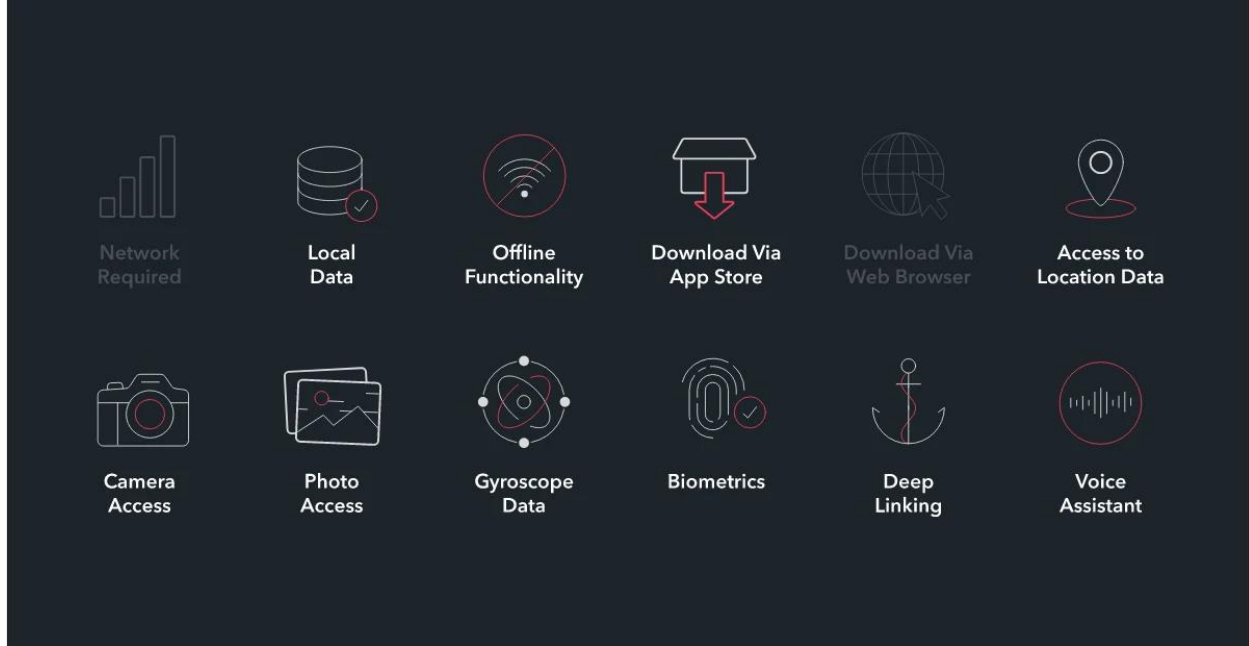 Network
Required
Local
Data
Offline
Functionality
Download Via
App Store
Download Via
Web Browser
Access to
Location Data
Camera
Access
Photo
Access
Gyroscope
Data
Biometrics
Deep
Linking
Voice
Assistant